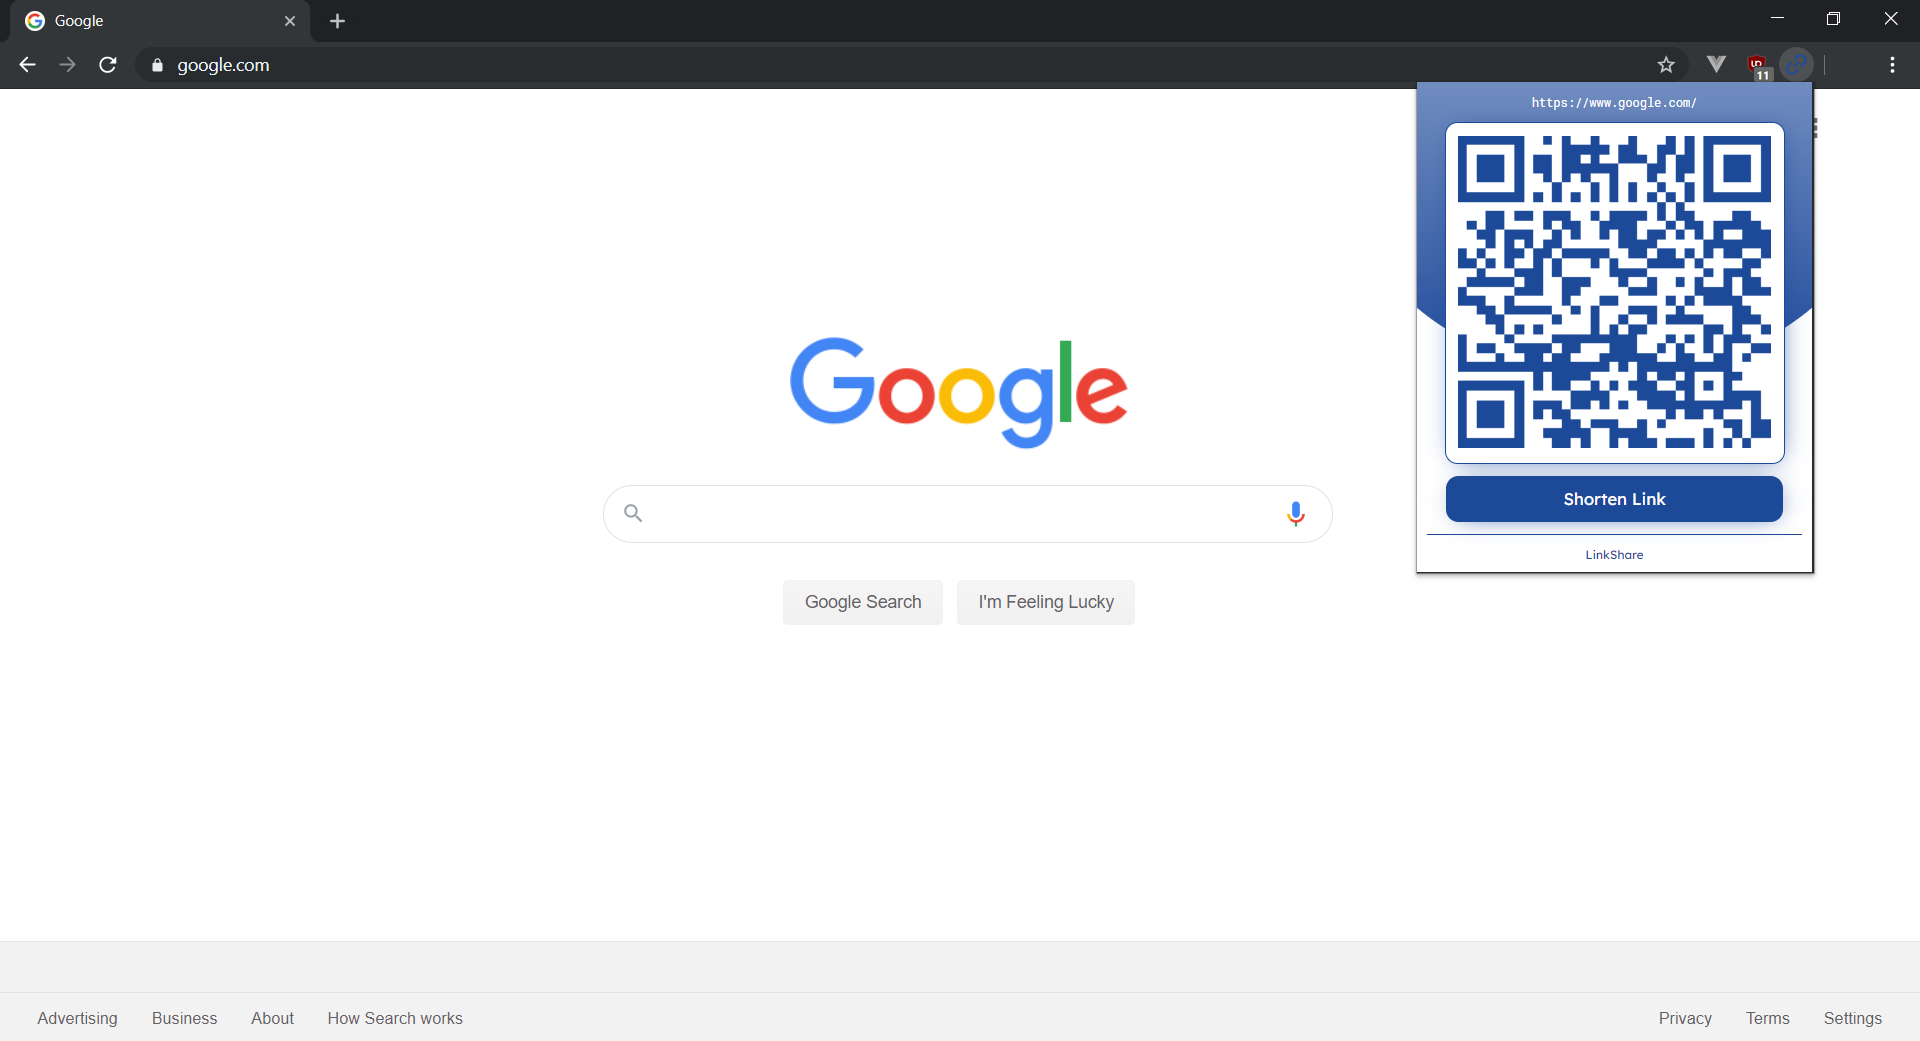 Google
google.com
11
https://www.google.com/
Google
Shorten Link
LinkShare
Google Search
I'm Feeling Lucky
Advertising
Business
About
How Search works
Privacy
Terms
Settings